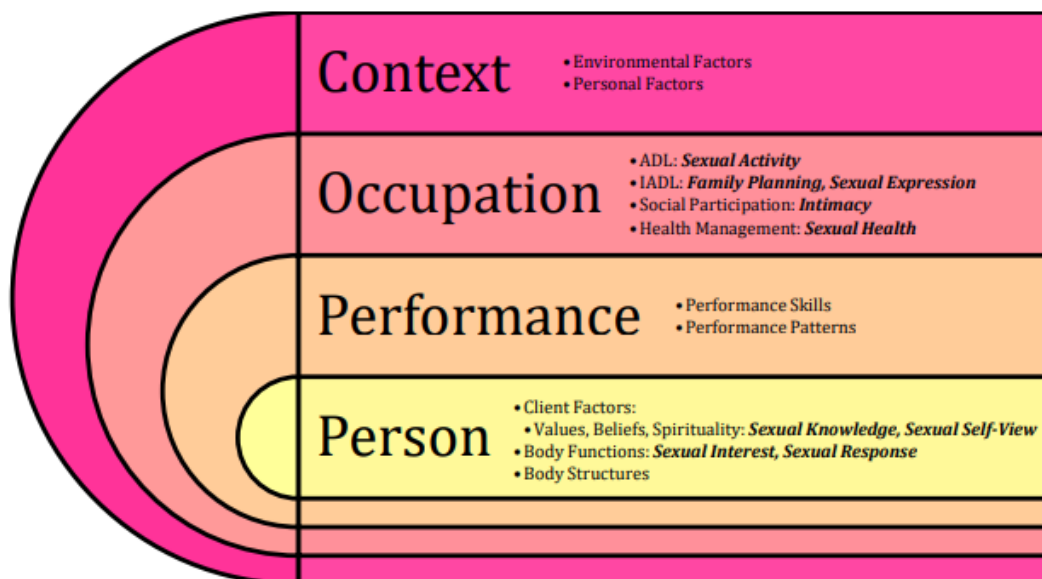 Context
• Environmental Factors
• Personal Factors
Occupation
• ADL: Sexual Activity
• IADL: Family Planning, Sexual Expression
• Social Participation: Intimacy
• Health Management: Sexual Health
Performance
• Performance Skills
• Performance Patterns
Person
• Client Factors:
• Values, Beliefs, Spirituality: Sexual Knowledge, Sexual Self-View
• Body Functions: Sexual Interest, Sexual Response
• Body Structures